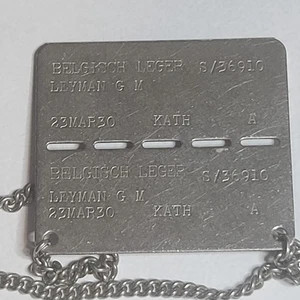 BELGISCH LEGER S/36910
LEYMAN G M
23MAR30 KATH A
BELGISCH LEGER S/36910
LEYMAN G M
23MAR30 KATH A